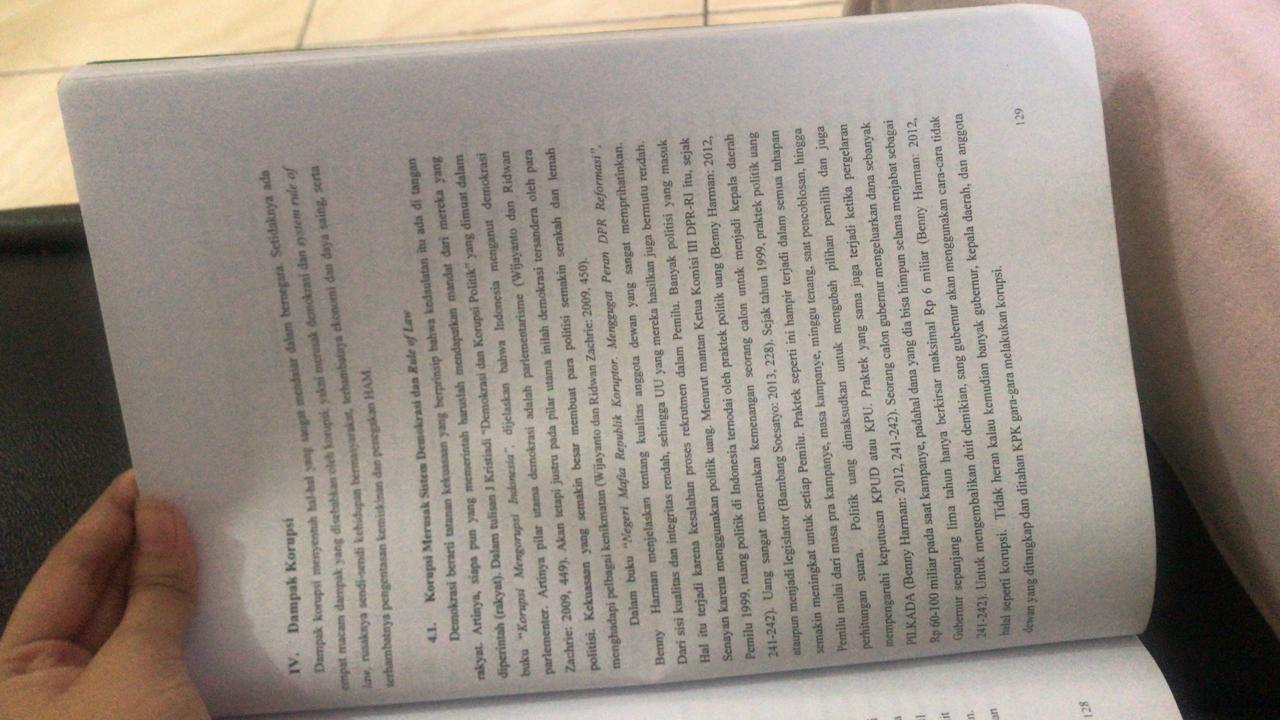 IV. Dampak Korupsi
Dampak korupsi menyentuh hal-hal yang sangat mendasar dalam bernegara. Setidaknya ada
empat macam dampak yang disebabkan oleh korupsi, yakni merusak demokrasi dan system rule of
law, rusaknya sendi-sendi kehidupan bermasyarakat, terhambatnya ekonomi dan daya saing, serta
terhambatnya pengentasan kemiskinan dan penegakan HAM.
4.1. Korupsi Merusak Sistem Demokrasi dan Rule of Law
Demokrasi berarti tatanan kekuasaan yang berprinsip bahwa kedaulatan itu ada di tangan
rakyat. Artinya, siapa pun yang memerintah haruslah mendapatkan mandat dari mereka yang
diperintah (rakyat). Dalam tulisan J Kristiadi “Demokrasi dan Korupsi Politik” yang dimuat dalam
buku “Korupsi Mengorupsi Indonesia”, dijelaskan bahwa Indonesia menganut demokrasi
parlementer. Artinya pilar utama demokrasi adalah parlementarisme (Wijayanto dan Ridwan
Zachrie: 2009, 449). Akan tetapi justru pada pilar utama inilah demokrasi tersandera oleh para
politisi. Kekuasaan yang semakin besar membuat para politisi semakin serakah dan lemah
menghadapi pelbagai kenikmatan (Wijayanto dan Ridwan Zachrie: 2009, 450).
Dalam buku “Negeri Mafia Republik Koruptor. Menggugat Peran DPR Reformasi”,
Benny Harman menjelaskan tentang kualitas anggota dewan yang sangat memprihatinkan.
Dari sisi kualitas dan integritas rendah, sehingga UU yang mereka hasilkan juga bermutu rendah.
Hal itu terjadi karena kesalahan proses rekrutmen dalam Pemilu. Banyak politisi yang masuk
Senayan karena menggunakan politik uang. Menurut mantan Ketua Komisi III DPR-RI itu, sejak
Pemilu 1999, ruang politik di Indonesia ternodai oleh praktek politik uang (Benny Harman: 2012,
241-242). Uang sangat menentukan kemenangan seorang calon untuk menjadi kepala daerah
ataupun menjadi legislator (Bambang Soesatyo: 2013, 228). Sejak tahun 1999, praktek politik uang
semakin meningkat untuk setiap Pemilu. Praktek seperti ini hampir terjadi dalam semua tahapan
Pemilu mulai dari masa pra kampanye, masa kampanye, minggu tenang, saat pencoblosan, hingga
perhitungan suara. Politik uang dimaksudkan untuk mengubah pilihan pemilih dan juga
mempengaruhi keputusan KPUD atau KPU. Praktek yang sama juga terjadi ketika pergelaran
PILKADA (Benny Harman: 2012, 241-242). Seorang calon gubernur mengeluarkan dana sebanyak
Rp 60-100 miliar pada saat kampanye, padahal dana yang dia bisa himpun selama menjabat sebagai
Gubernur sepanjang lima tahun hanya berkirsar maksimal Rp 6 miliar (Benny Harman: 2012,
241-242). Untuk mengembalikan duit demikian, sang gubernur akan menggunakan cara-cara tidak
halal seperti korupsi. Tidak heran kalau kemudian banyak gubernur, kepala daerah, dan anggota
dewan yang ditangkap dan ditahan KPK gara-gara melakukan korupsi.
129
it
n.
an
128